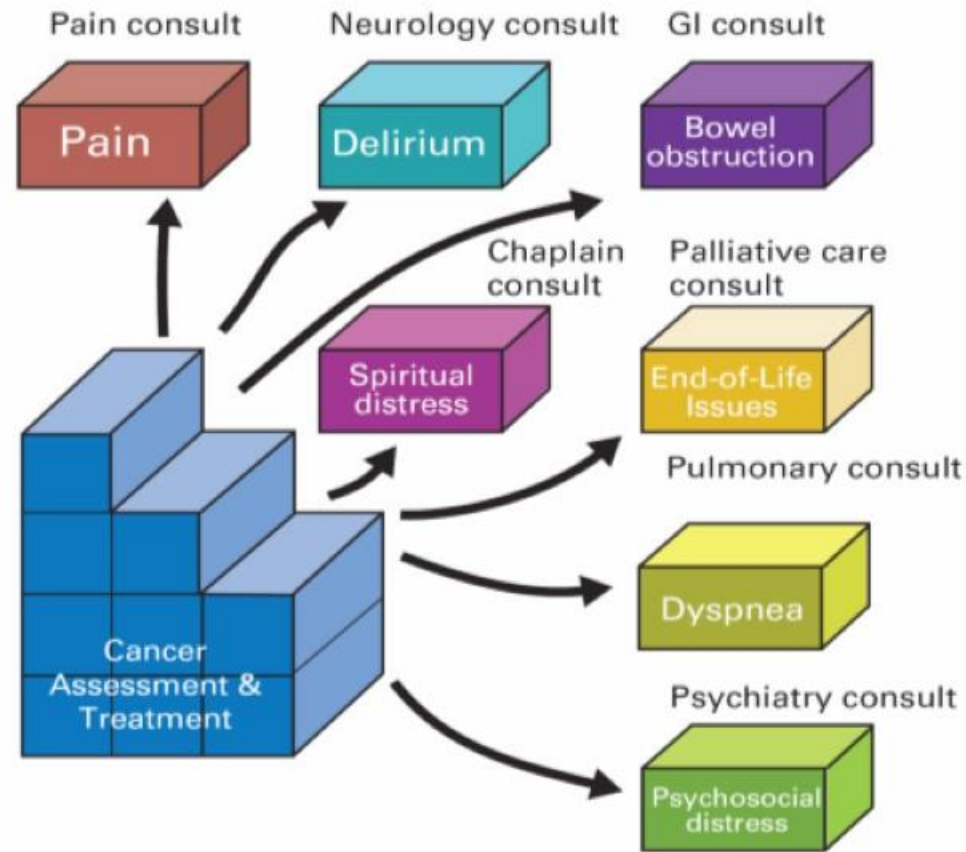 Pain consult
Neurology consult
GI consult
Pain
Delirium
Bowel
obstruction
Chaplain
consult
Palliative care
consult
Spiritual
distress
End-of-Life
Issues
Pulmonary consult
Dyspnea
Cancer
Assessment &
Treatment
Psychiatry consult
Psychosocial
distress